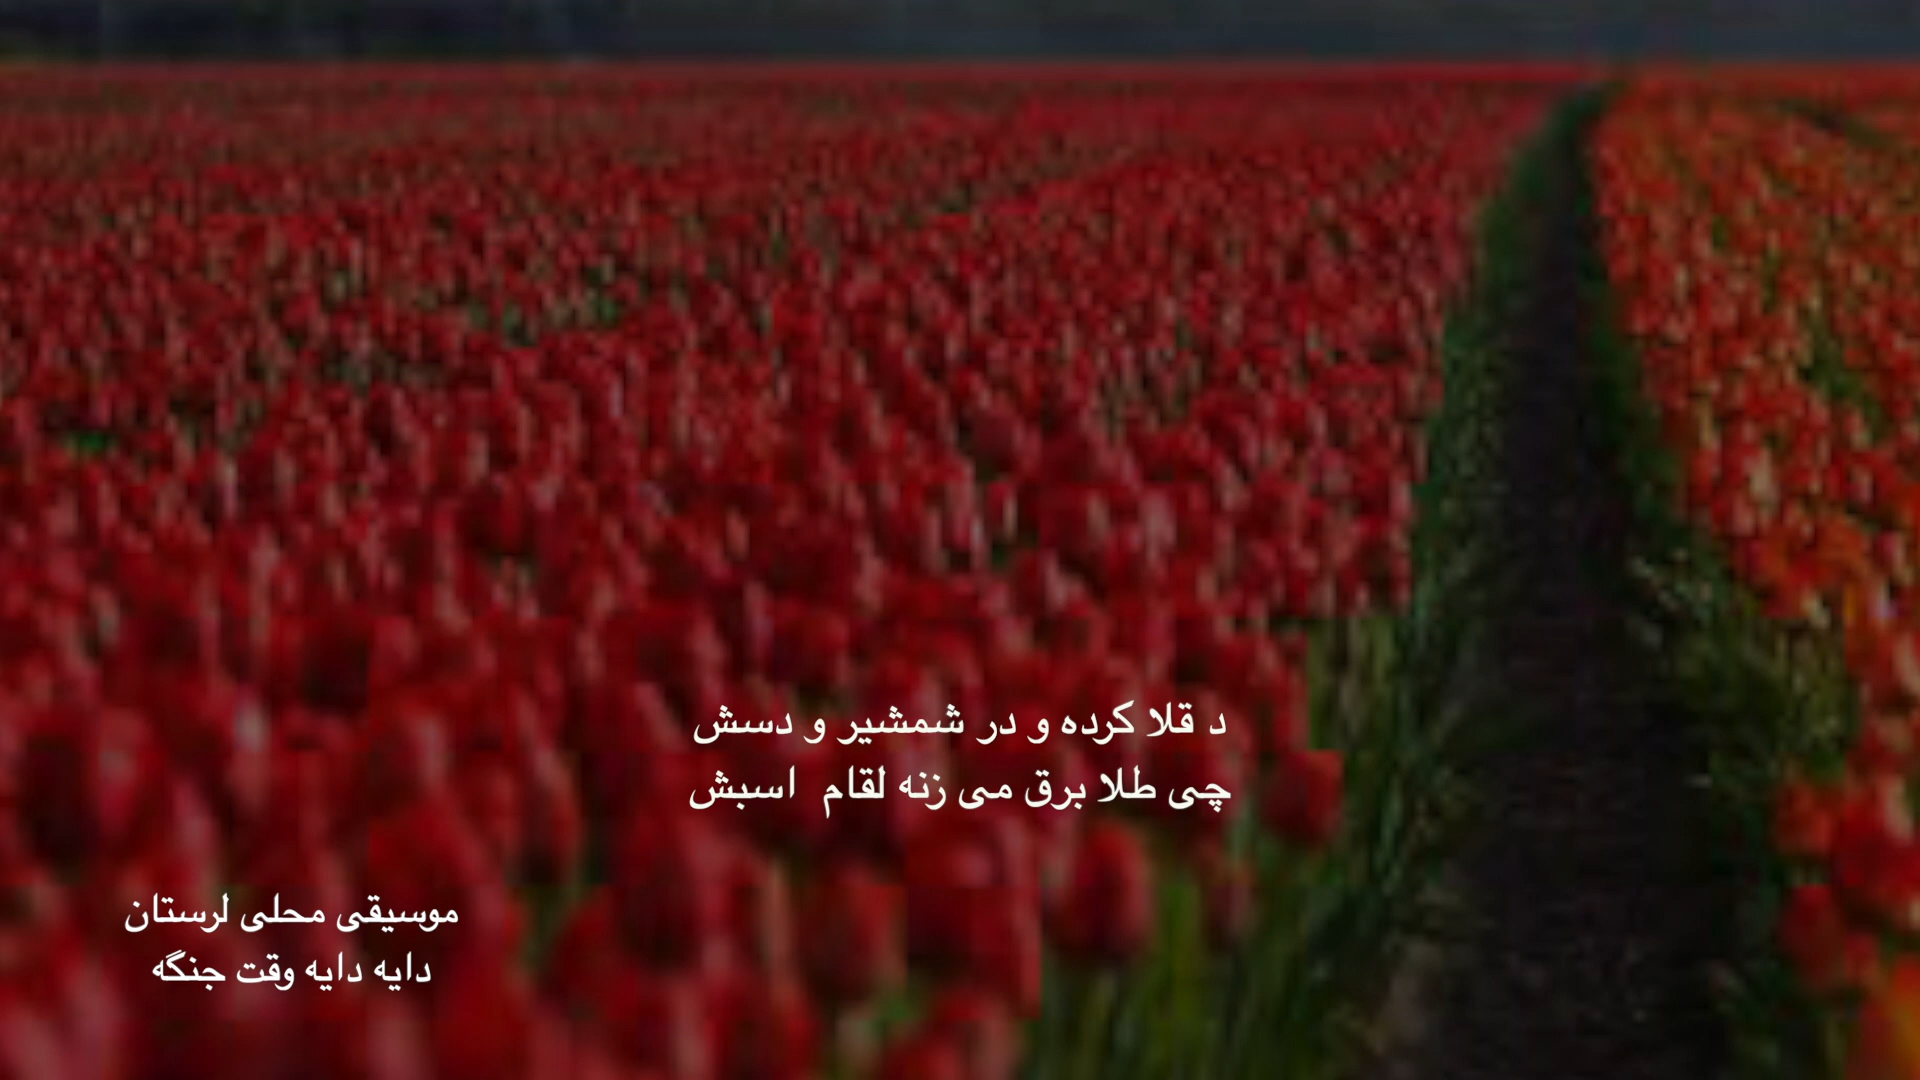 د قلا کرده و در شمشیر و دسش
چی طلا برق می زنه لقام  اسبش
موسیقی محلی لرستان
دایه دایه وقت جنگه